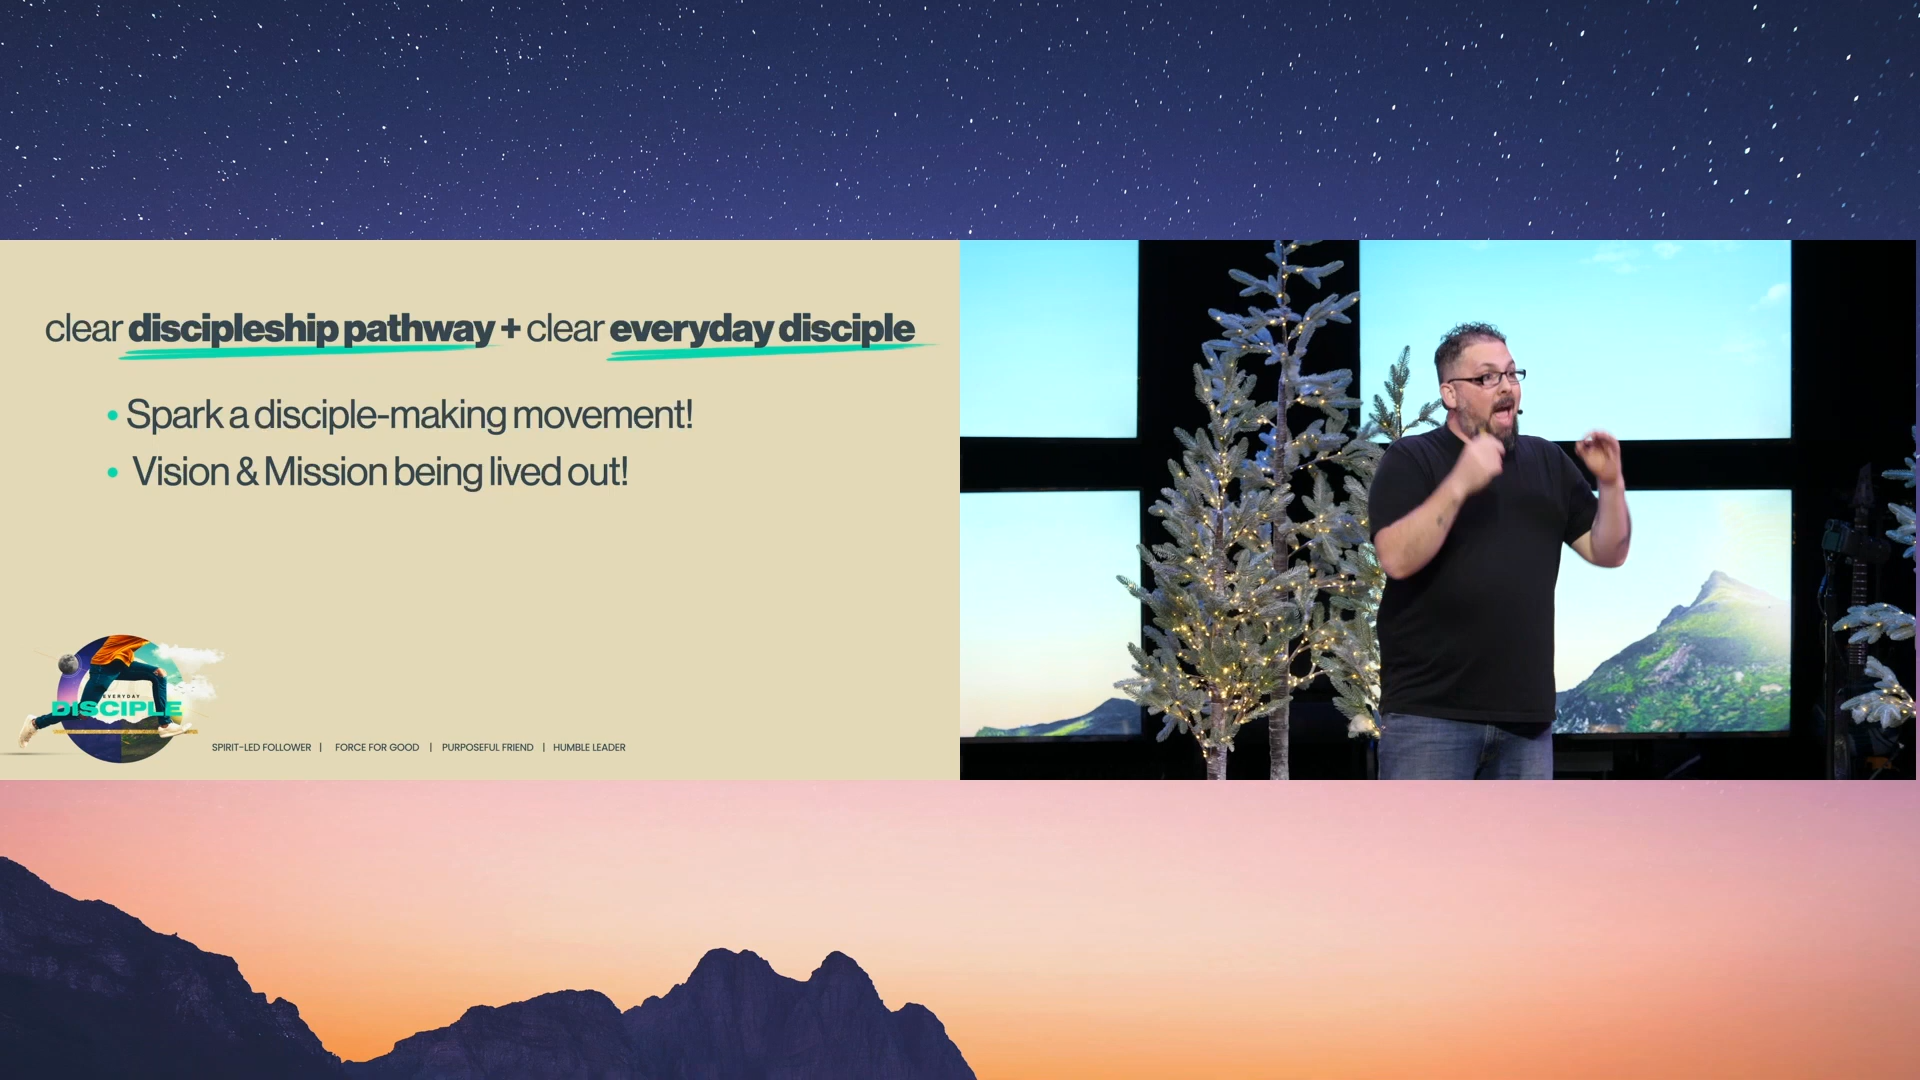 clear discipleship pathway + clear everyday disciple
• Spark a disciple-making movement!
• Vision & Mission being lived out!
EVERYDAY
DISCIPLE
SPIRIT-LED FOLLOWER | FORCE FOR GOOD | PURPOSEFUL FRIEND | HUMBLE LEADER